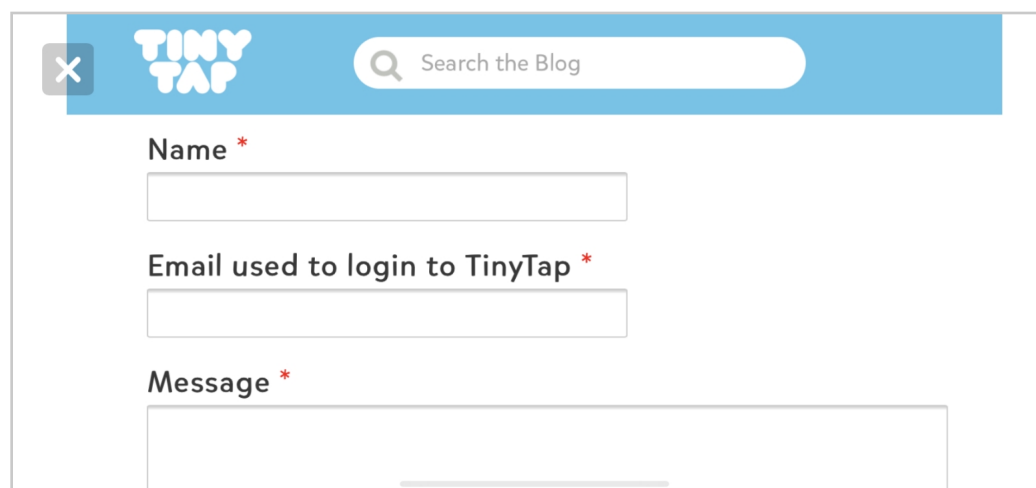 TINY
TAP
Search the Blog
Name *
Email used to login to TinyTap *
Message *